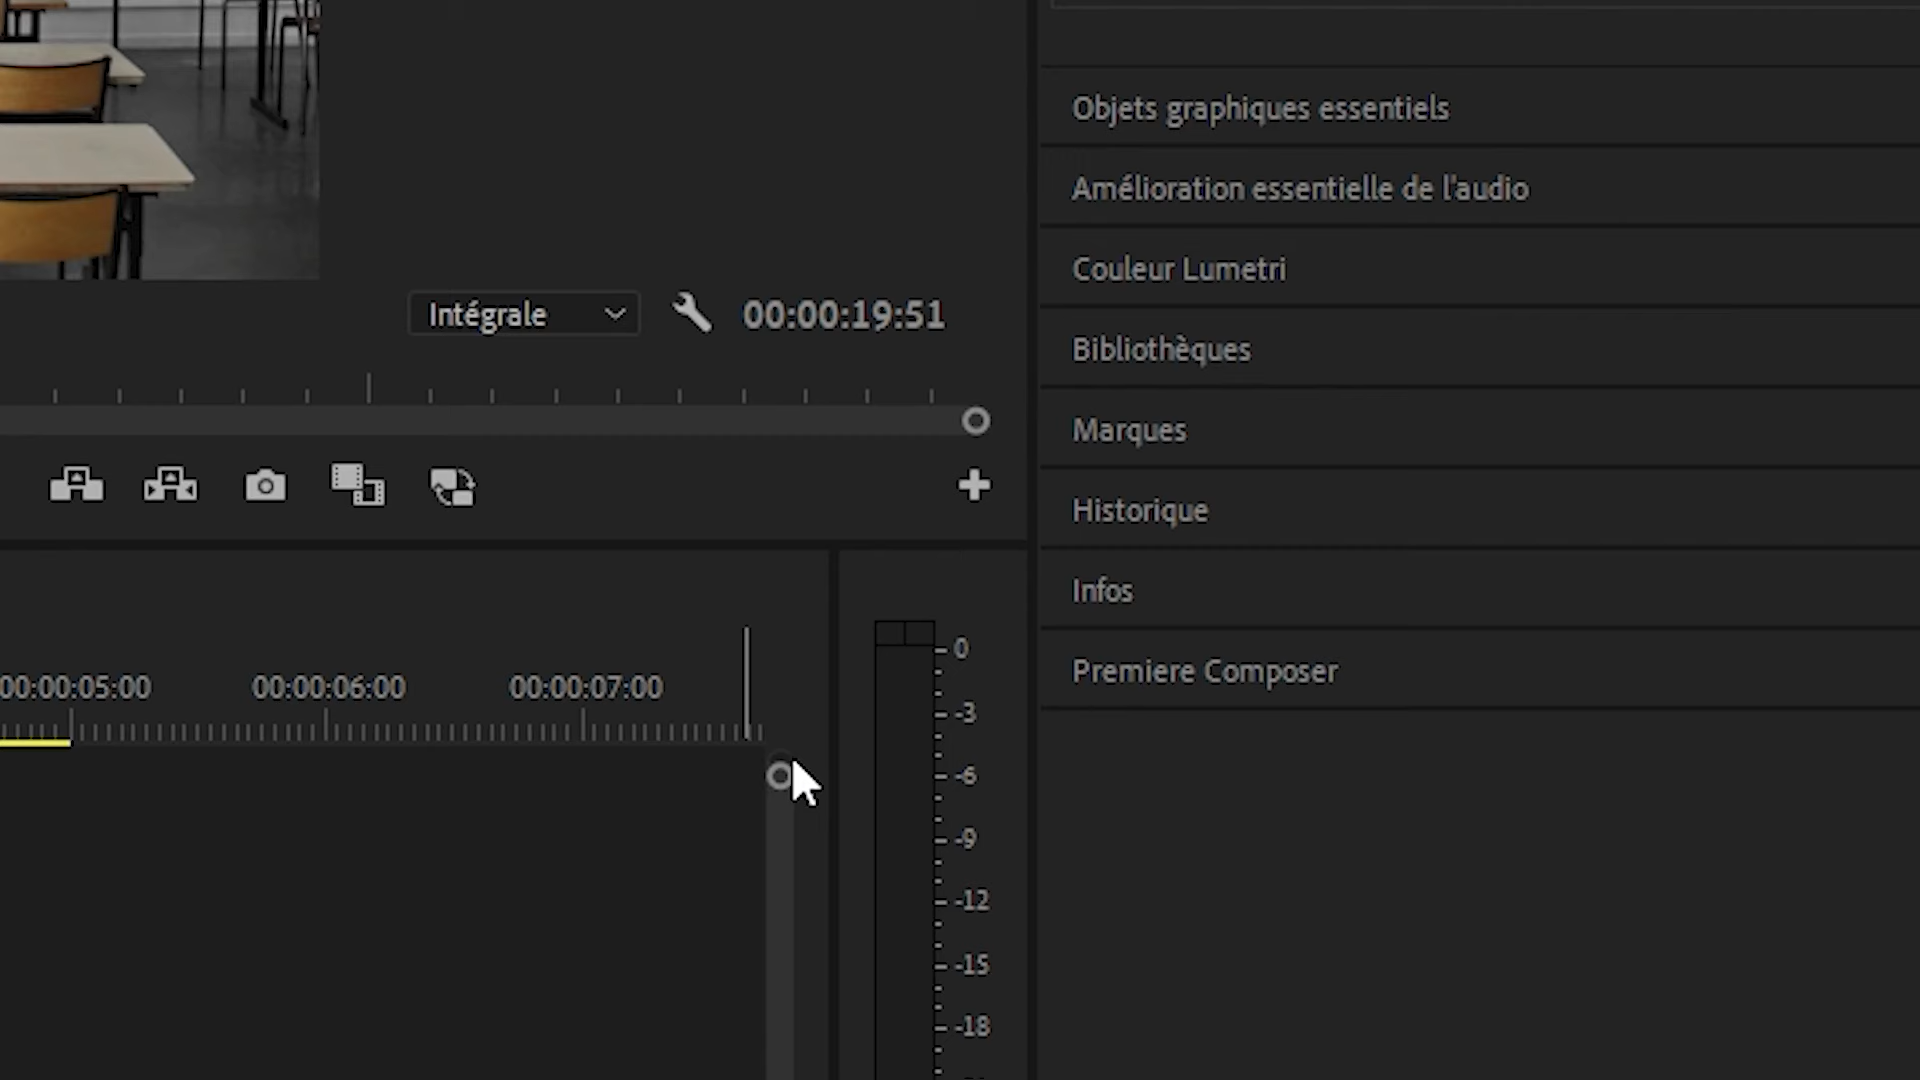 Objets graphiques essentiels
Amélioration essentielle de l'audio
Couleur Lumetri
Intégrale
00:00:19:51
Bibliothèques
Marques
Historique
Infos
Premiere Composer
00:00:05:00
00:00:06:00
00:00:07:00
0
-3
-6
-9
-12
-15
-18